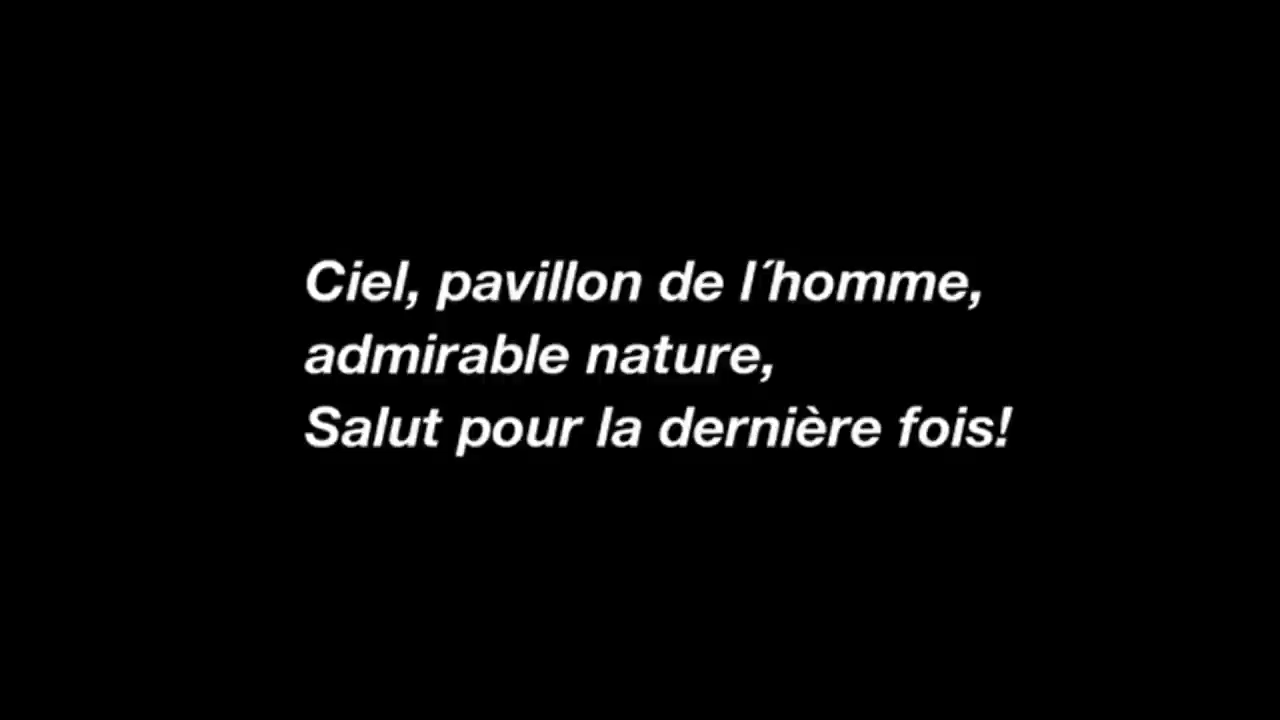 Ciel, pavillon de l´homme,
admirable nature,
Salut pour la dernière fois!